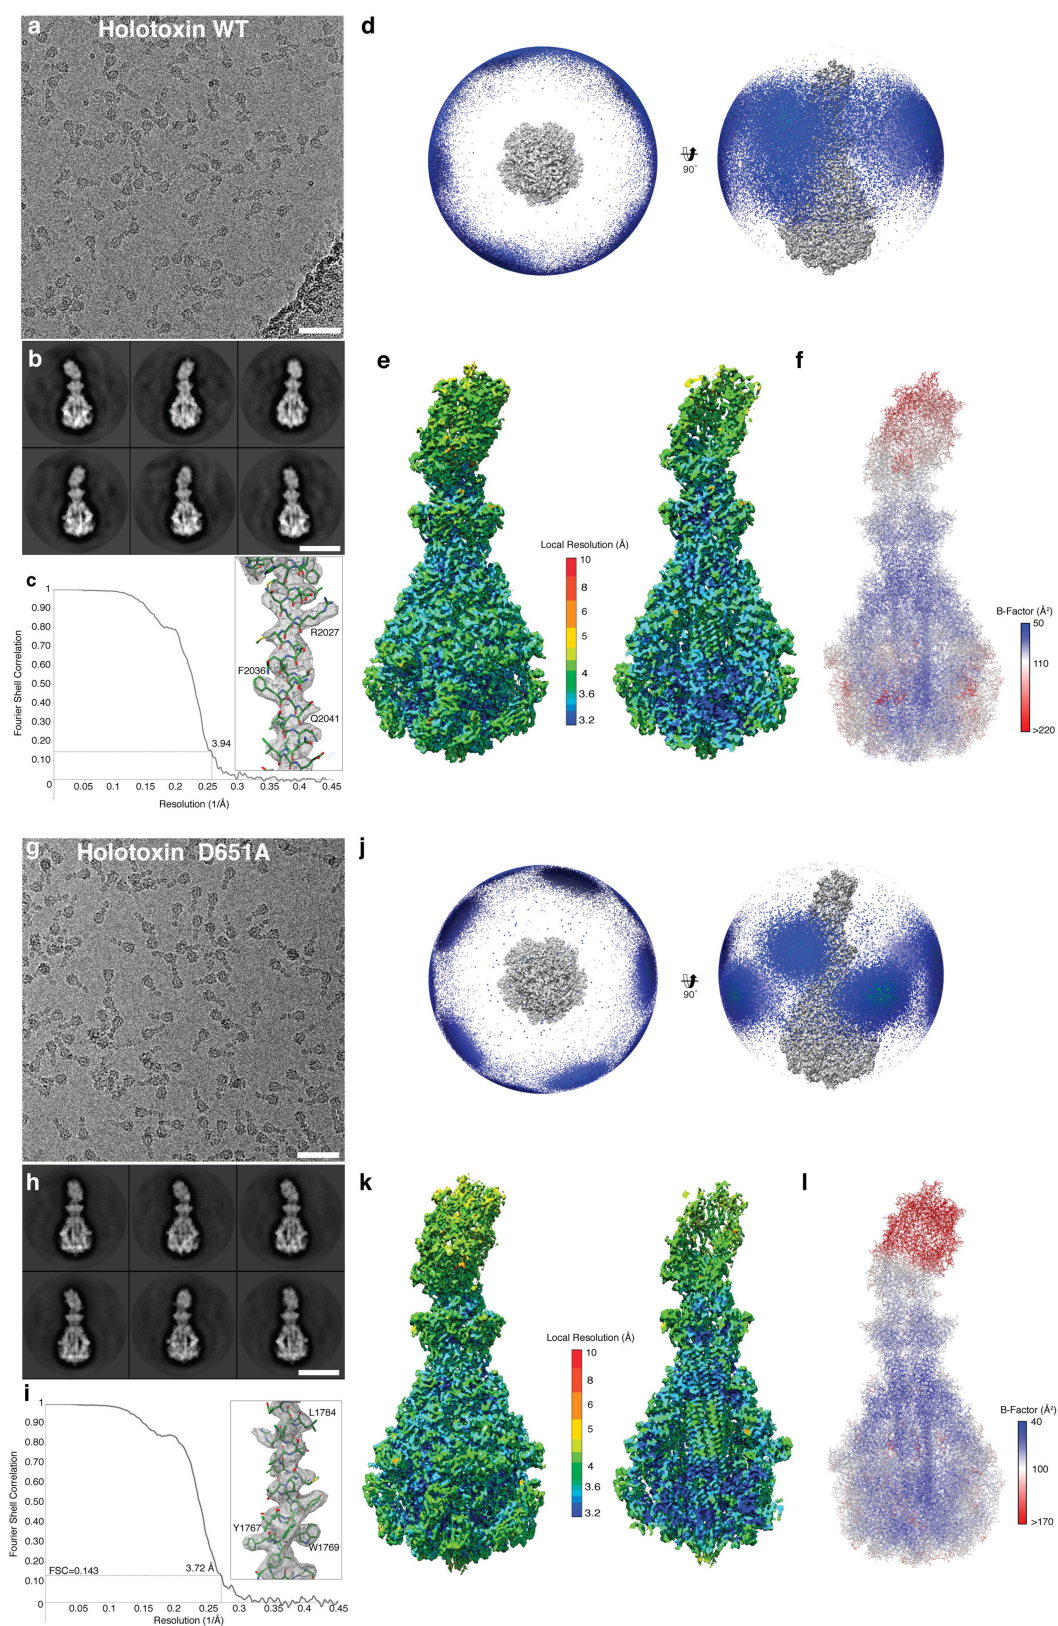 a
Holotoxin WT
d
90°
b
e
f
Local Resolution (Å)
10
8
6
5
4
3.6
3.2
B-Factor (Å²)
50
110
>220
c
Fourier Shell Correlation
1
0.90
0.80
0.70
0.60
0.50
0.40
0.30
0.20
0.10
0
0.05
0.1
0.15
0.2
0.25
0.3
0.35
0.4
0.45
Resolution (1/Å)
3.94
R2027
F2036
Q2041
g
Holotoxin D651A
j
90°
h
k
l
Local Resolution (Å)
10
8
6
5
4
3.6
3.2
B-Factor (Å²)
40
100
>170
i
Fourier Shell Correlation
1
0.90
0.80
0.70
0.60
0.50
0.40
0.30
0.20
0.10
0
0.05
0.1
0.15
0.2
0.25
0.3
0.35
0.4
0.45
Resolution (1/Å)
FSC=0.143
3.72 Å
L1784
Y1767
W1769